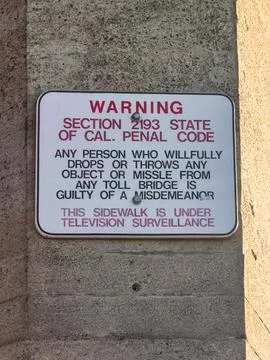 WARNING
SECTION 2193 STATE
OF CAL. PENAL CODE
ANY PERSON WHO WILLFULLY
DROPS OR THROWS ANY
OBJECT OR MISSLE FROM
ANY TOLL BRIDGE IS
GUILTY OF A MISDEMEANOR
THIS SIDEWALK IS UNDER
TELEVISION SURVEILLANCE